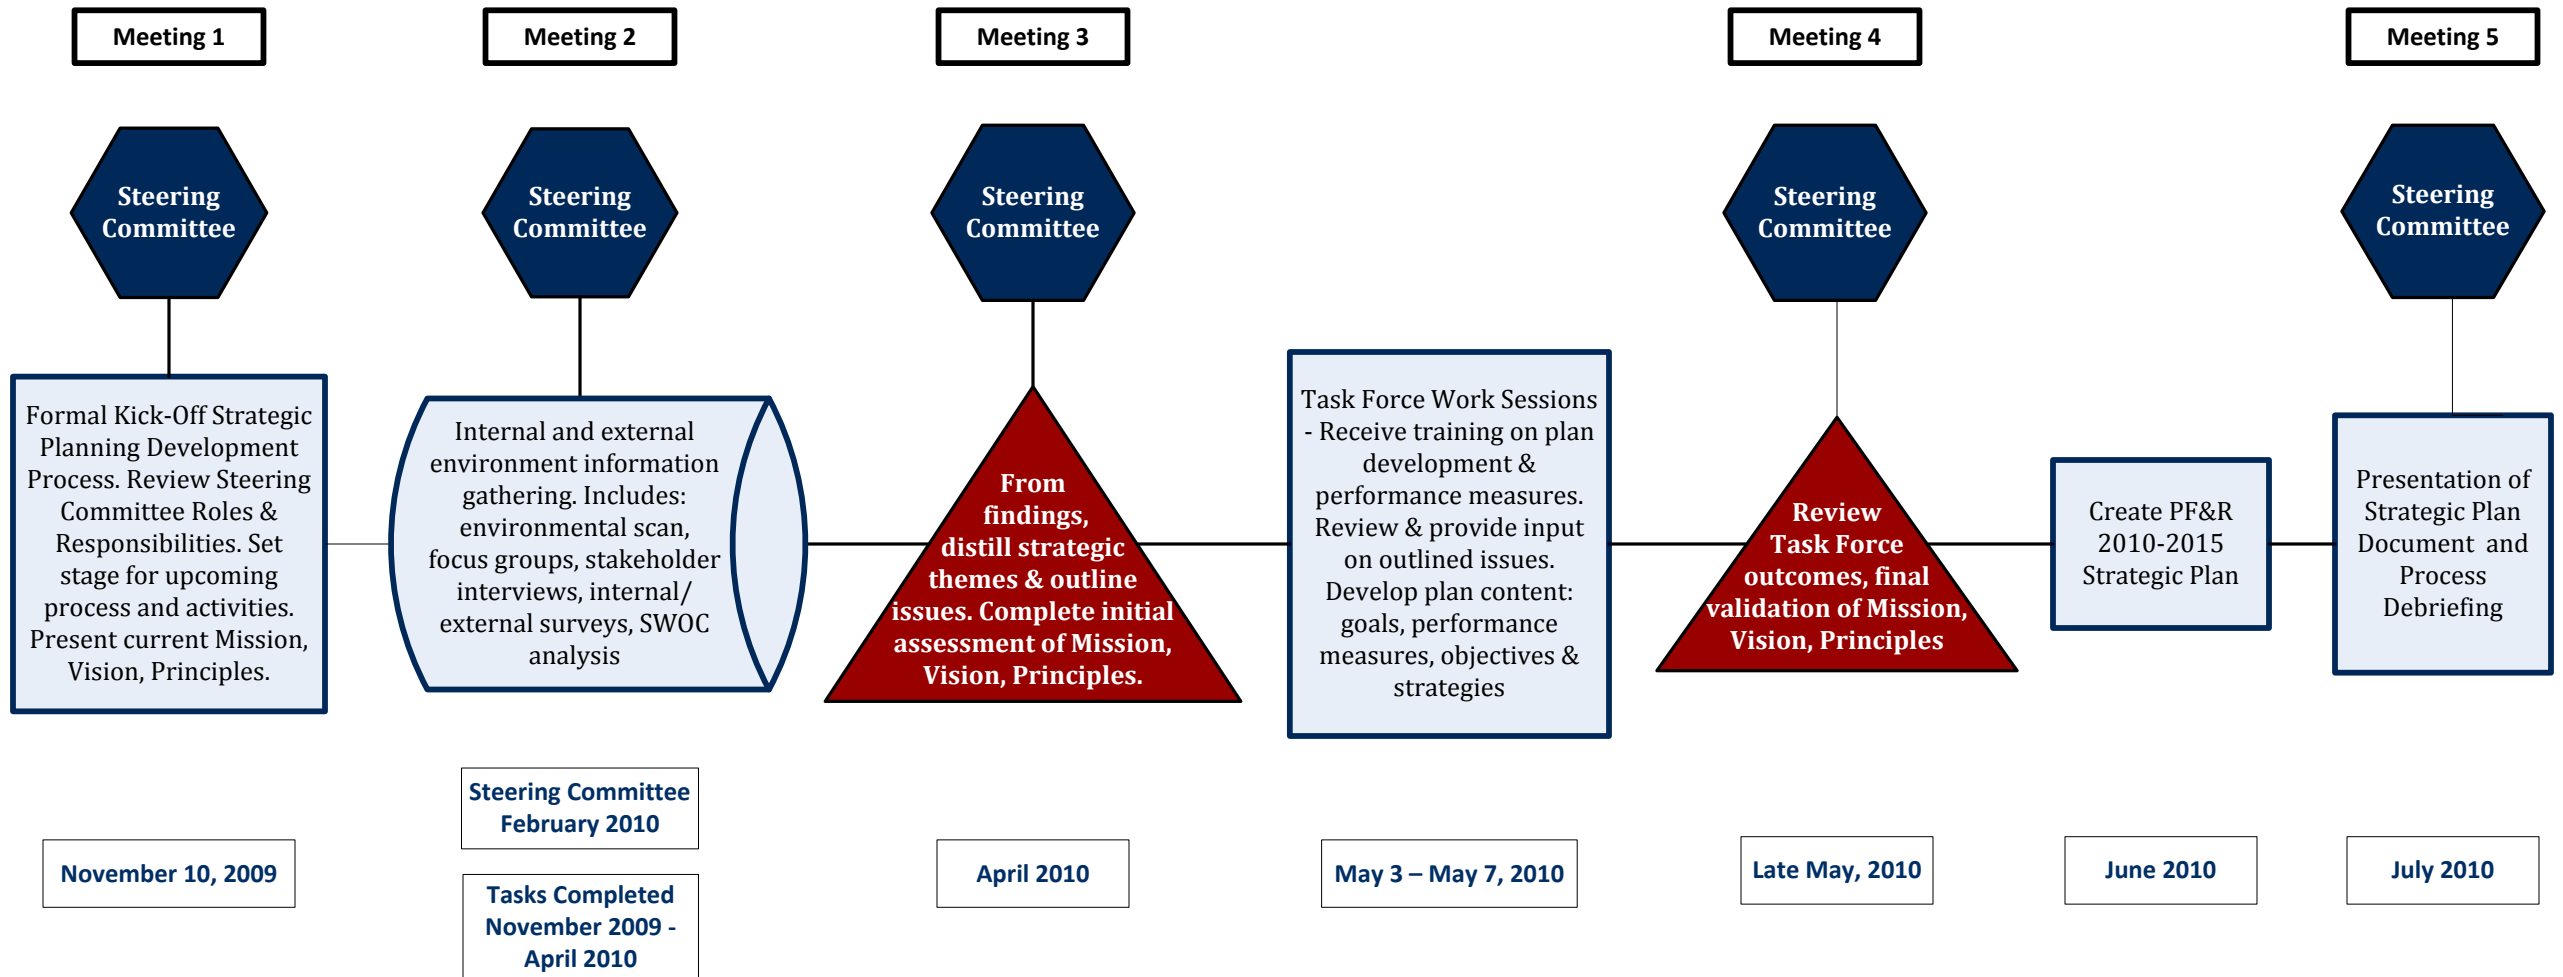 Meeting 1
Meeting 2
Meeting 3
Meeting 4
Meeting 5
Steering
Committee
Steering
Committee
Steering
Committee
Steering
Committee
Steering
Committee
Formal Kick-Off Strategic
Planning Development
Process. Review Steering
Committee Roles &
Responsibilities. Set
stage for upcoming
process and activities.
Present current Mission,
Vision, Principles.
Internal and external
environment information
gathering. Includes:
environmental scan,
focus groups, stakeholder
interviews, internal/
external surveys, SWOC
analysis
From
findings,
distill strategic
themes & outline
issues. Complete initial
assessment of Mission,
Vision, Principles.
Task Force Work Sessions
- Receive training on plan
development &
performance measures.
Review & provide input
on outlined issues.
Develop plan content:
goals, performance
measures, objectives &
strategies
Review
Task Force
outcomes, final
validation of Mission,
Vision, Principles
Create PF&R
2010-2015
Strategic Plan
Presentation of
Strategic Plan
Document  and
Process
Debriefing
November 10, 2009
Steering Committee
February 2010
Tasks Completed
November 2009 -
April 2010
April 2010
May 3 – May 7, 2010
Late May, 2010
June 2010
July 2010